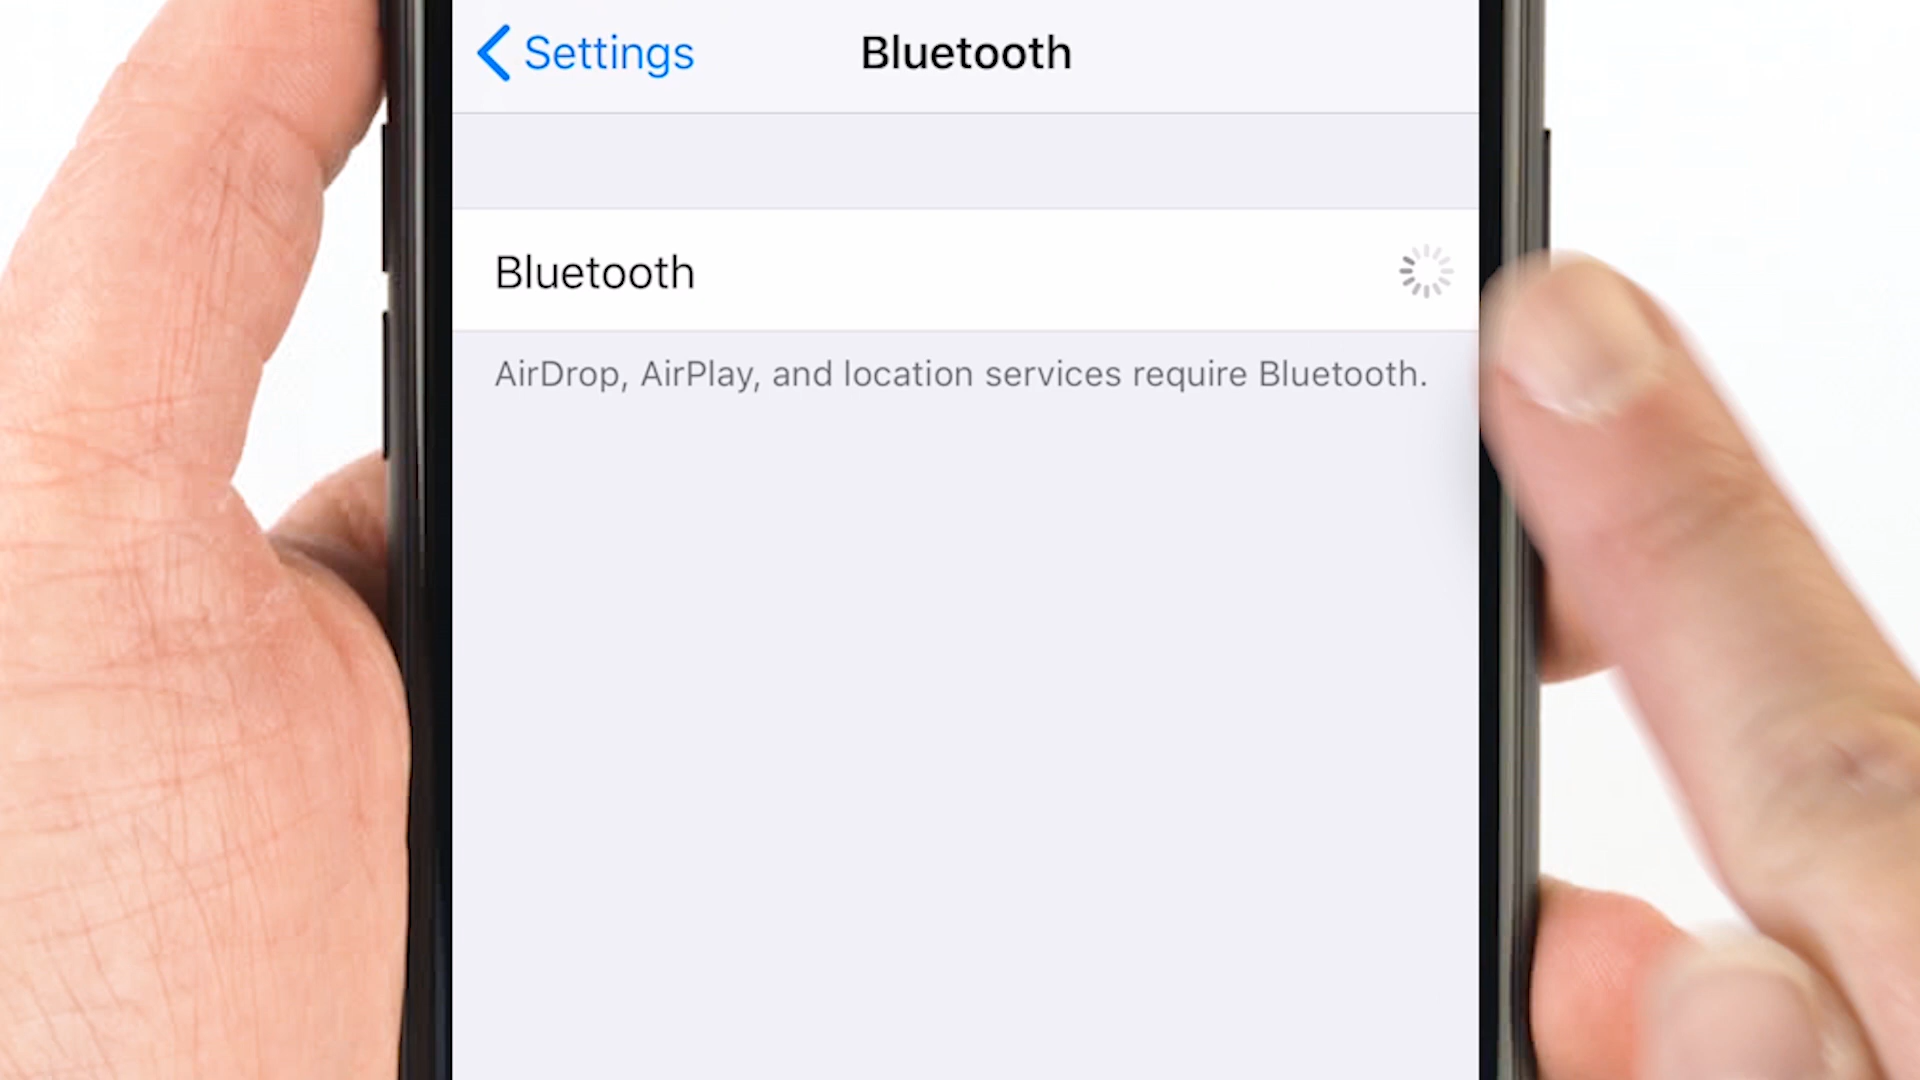 Settings
Bluetooth
Bluetooth
AirDrop, AirPlay, and location services require Bluetooth.